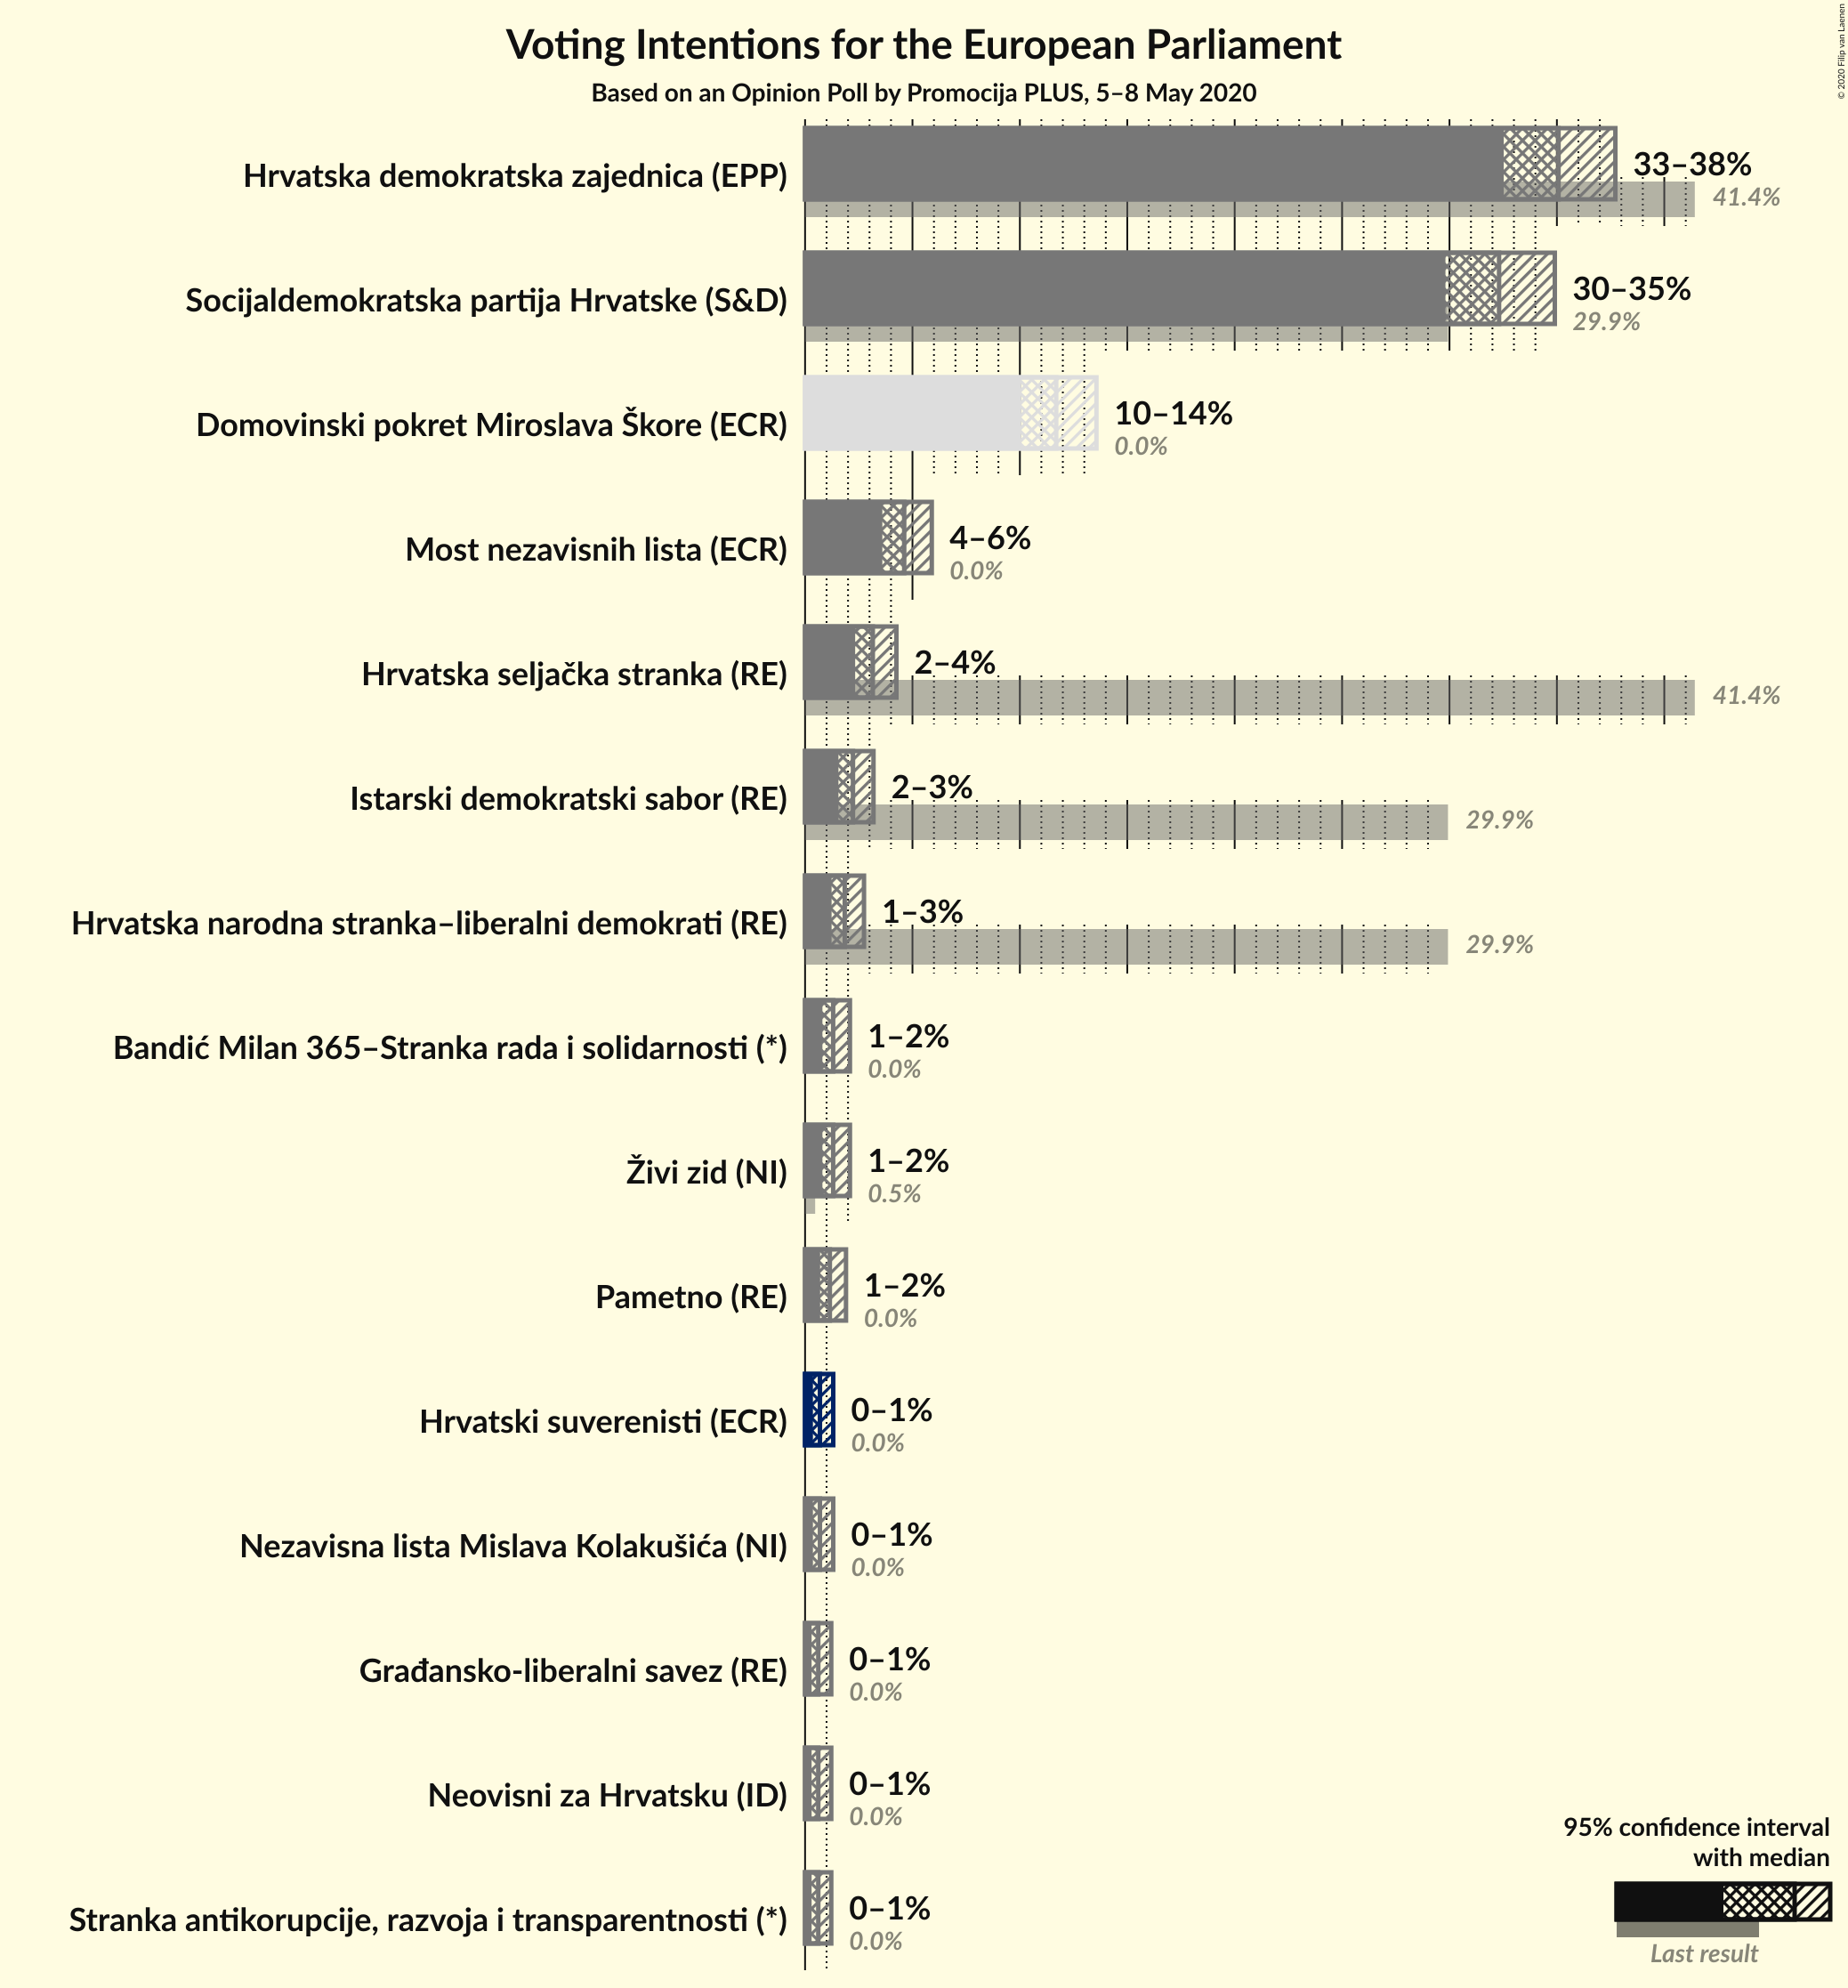 Voting Intentions for the European Parliament
Based on an Opinion Poll by Promocija PLUS, 5–8 May 2020
© 2020 Filip van Laenen
Hrvatska demokratska zajednica (EPP)
33–38%
41.4%
Socijaldemokratska partija Hrvatske (S&D)
30–35%
29.9%
Domovinski pokret Miroslava Škore (ECR)
10–14%
0.0%
Most nezavisnih lista (ECR)
4–6%
0.0%
Hrvatska seljačka stranka (RE)
2–4%
41.4%
Istarski demokratski sabor (RE)
2–3%
29.9%
Hrvatska narodna stranka–liberalni demokrati (RE)
1–3%
29.9%
Bandić Milan 365–Stranka rada i solidarnosti (*)
1–2%
0.0%
Živi zid (NI)
1–2%
0.5%
Pametno (RE)
1–2%
0.0%
Hrvatski suverenisti (ECR)
0–1%
0.0%
Nezavisna lista Mislava Kolakušića (NI)
0–1%
0.0%
Građansko-liberalni savez (RE)
0–1%
0.0%
Neovisni za Hrvatsku (ID)
0–1%
0.0%
Stranka antikorupcije, razvoja i transparentnosti (*)
0–1%
0.0%
95% confidence interval
with median
Last result